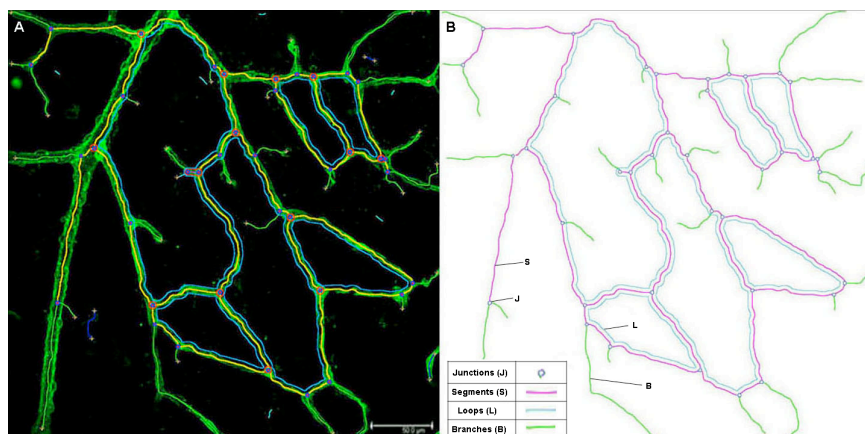 A
B
S
J
L
B
Junctions (J)
Segments (S)
Loops (L)
Branches (B)